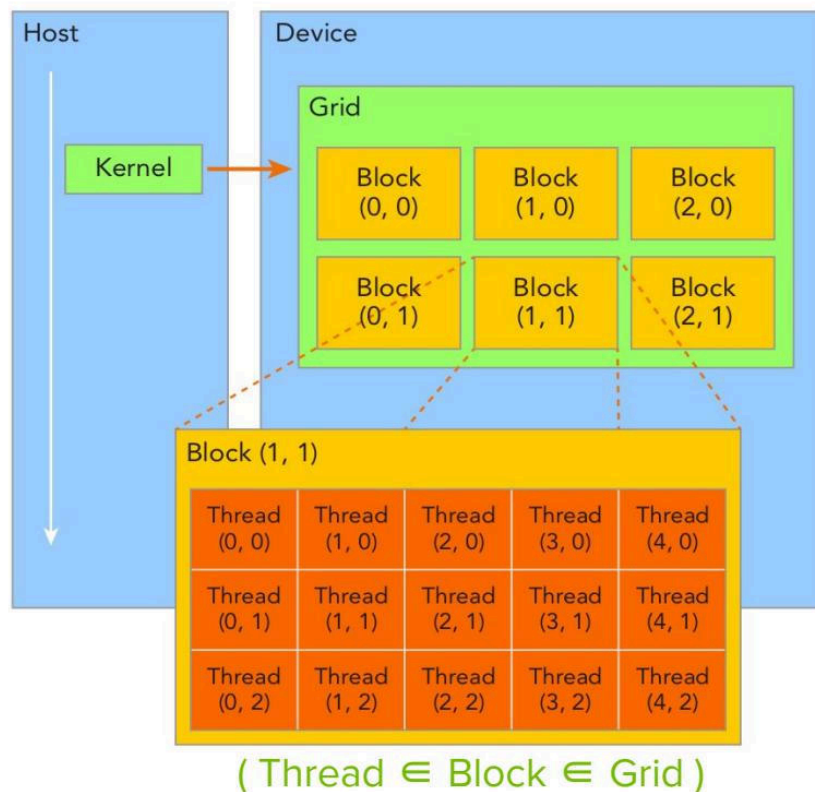 Host
Device
Grid
Kernel
Block
(0, 0)
Block
(1, 0)
Block
(2, 0)
Block
(0, 1)
Block
(1, 1)
Block
(2, 1)
Block (1, 1)
Thread
(0, 0)
Thread
(1, 0)
Thread
(2, 0)
Thread
(3, 0)
Thread
(4, 0)
Thread
(0, 1)
Thread
(1, 1)
Thread
(2, 1)
Thread
(3, 1)
Thread
(4, 1)
Thread
(0, 2)
Thread
(1, 2)
Thread
(2, 2)
Thread
(3, 2)
Thread
(4, 2)
( Thread ∈ Block ∈ Grid )